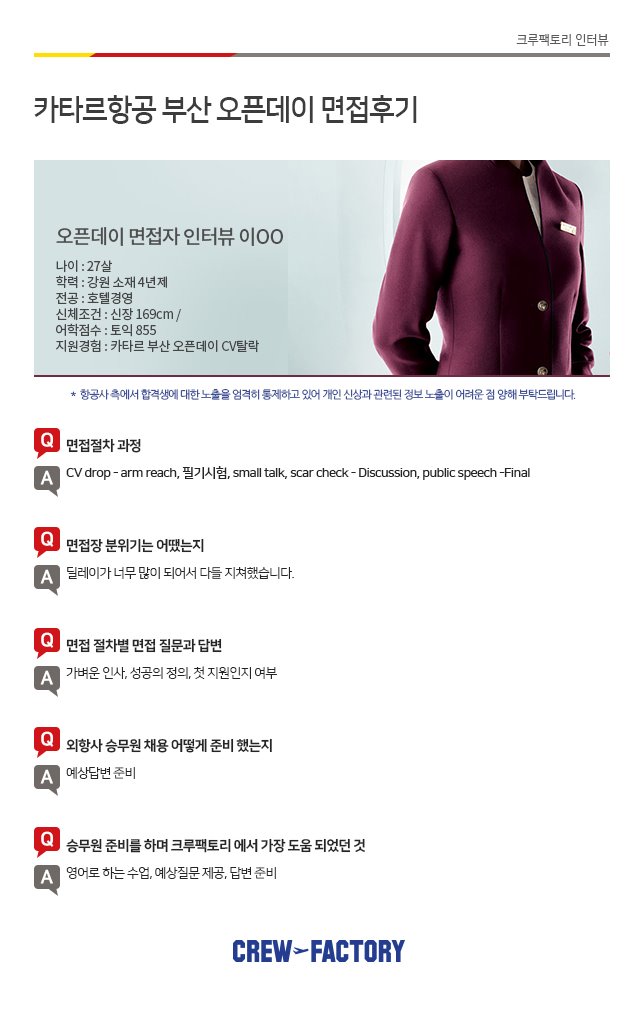 크루팩토리 인터뷰
카타르항공 부산 오픈데이 면접후기
오픈데이 면접자 인터뷰 이OO
나이 : 27살
학력 : 강원 소재 4년제
전공 : 호텔경영
신체조건 : 신장 169cm /
어학점수 : 토익 855
지원경험 : 카타르 부산 오픈데이 CV탈락
* 항공사 측에서 합격생에 대한 노출을 엄격히 통제하고 있어 개인 신상과 관련된 정보 노출이 어려운 점 양해 부탁드립니다.
Q 면접절차 과정
A CV drop - arm reach, 필기시험, small talk, scar check - Discussion, public speech -Final
Q 면접장 분위기는 어땠는지
A 딜레이가 너무 많이 되어서 다들 지쳐했습니다.
Q 면접 절차별 면접 질문과 답변
A 가벼운 인사, 성공의 정의, 첫 지원인지 여부
Q 외항사 승무원 채용 어떻게 준비 했는지
A 예상답변 준비
Q 승무원 준비를 하며 크루팩토리 에서 가장 도움 되었던 것
A 영어로 하는 수업, 예상질문 제공, 답변 준비
CREW FACTORY